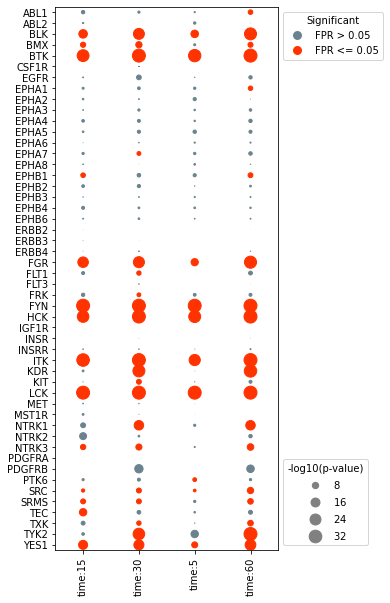 ABL1
ABL2
BLK
BMX
BTK
CSF1R
EGFR
EPHA1
EPHA2
EPHA3
EPHA4
EPHA5
EPHA6
EPHA7
EPHA8
EPHB1
EPHB2
EPHB3
EPHB4
EPHB6
ERBB2
ERBB3
ERBB4
FGR
FLT1
FLT3
FRK
FYN
HCK
IGF1R
INSR
INSRR
ITK
KDR
KIT
LCK
MET
MST1R
NTRK1
NTRK2
NTRK3
PDGFRA
PDGFRB
PTK6
SRC
SRMS
TEC
TXK
TYK2
YES1
time:15
time:30
time:5
time:60
Significant
FPR > 0.05
FPR <= 0.05
-log10(p-value)
8
16
24
32